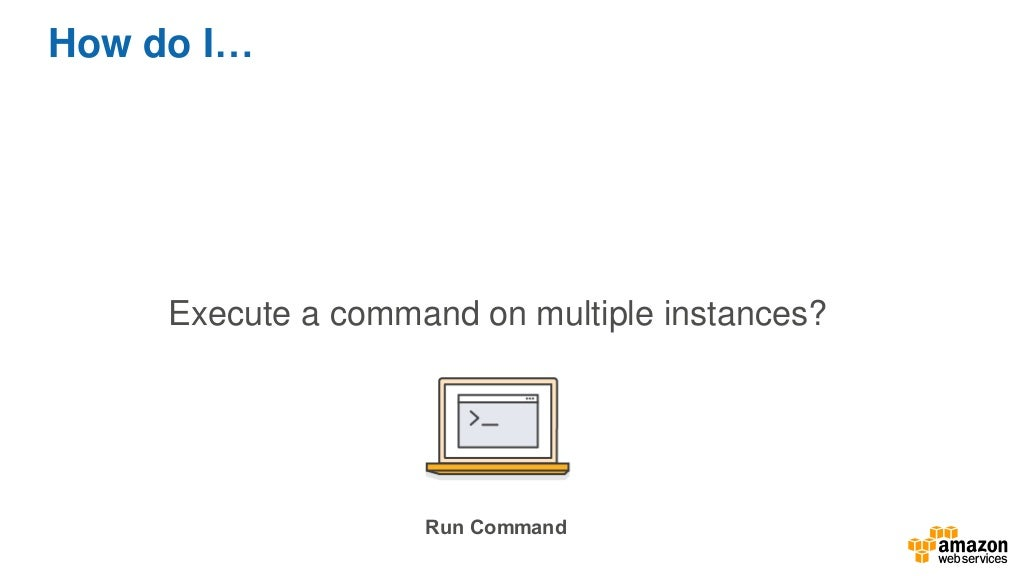 How do I…
Execute a command on multiple instances?
>_
Run Command
amazon
webservices